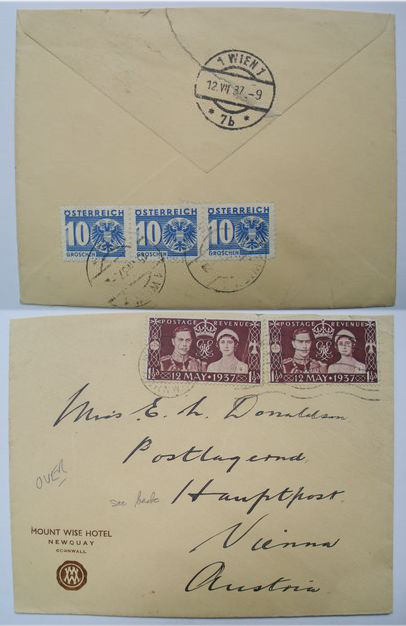 1 WIEN 1
12.VII.37.-9
* 7b *
ÖSTERREICH ÖSTERREICH ÖSTERREICH
10 10 10
GROSCHEN GROSCHEN GROSCHEN
POSTAGE REVENUE POSTAGE REVENUE
12 MAY 1937 12 MAY 1937
Miss E. L. Donaldson
Postlagernd
OVER
see back
Hauptpost.
MOUNT WISE HOTEL
NEWQUAY
CORNWALL
Vienna
Austria.